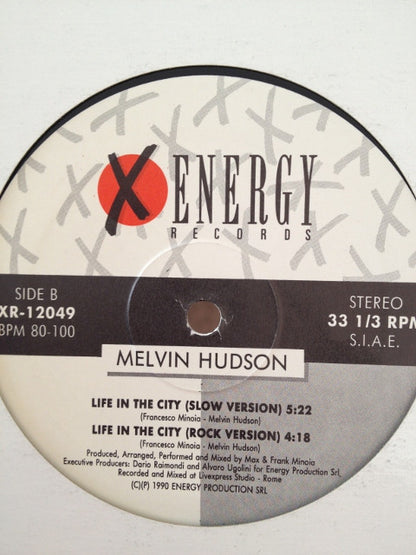 X ENERGY
RECORDS
SIDE B
XR-12049
BPM 80-100
STEREO
33 1/3 RPM
S.I.A.E.
MELVIN HUDSON
LIFE IN THE CITY (SLOW VERSION) 5:22
(Francesco Minoia - Melvin Hudson)
LIFE IN THE CITY (ROCK VERSION) 4:18
(Francesco Minoia - Melvin Hudson)
Produced, Arranged, Performed and Mixed by Max & Frank Minoia
Executive Producers: Dario Raimondi and Alvaro Ugolini for Energy Production Srl,
Recorded and Mixed at Livexpress Studio - Rome
(C)(P) 1990 ENERGY PRODUCTION SRL